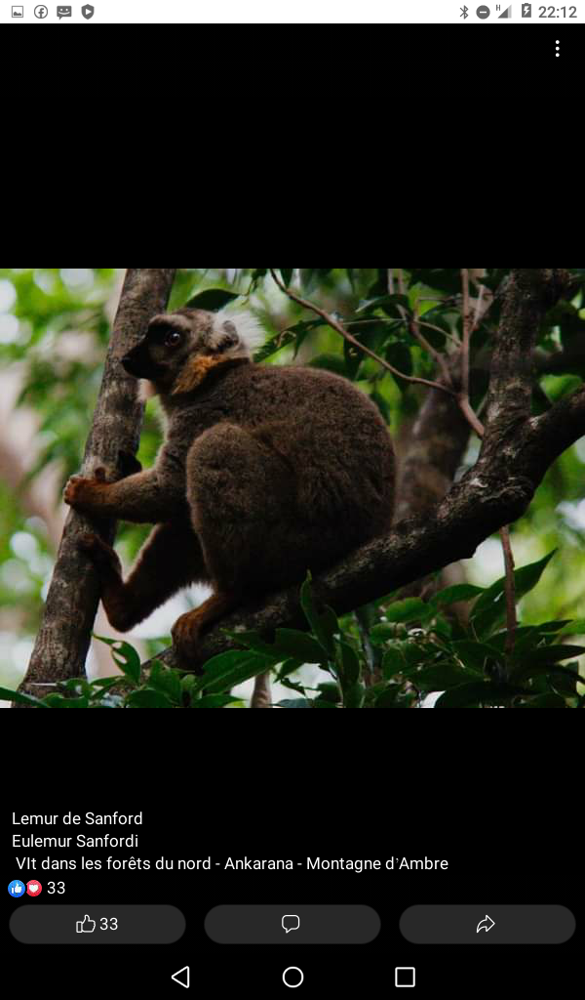 22:12
Lemur de Sanford
Eulemur Sanfordi
VIt dans les forêts du nord - Ankarana - Montagne d'Ambre
33
33